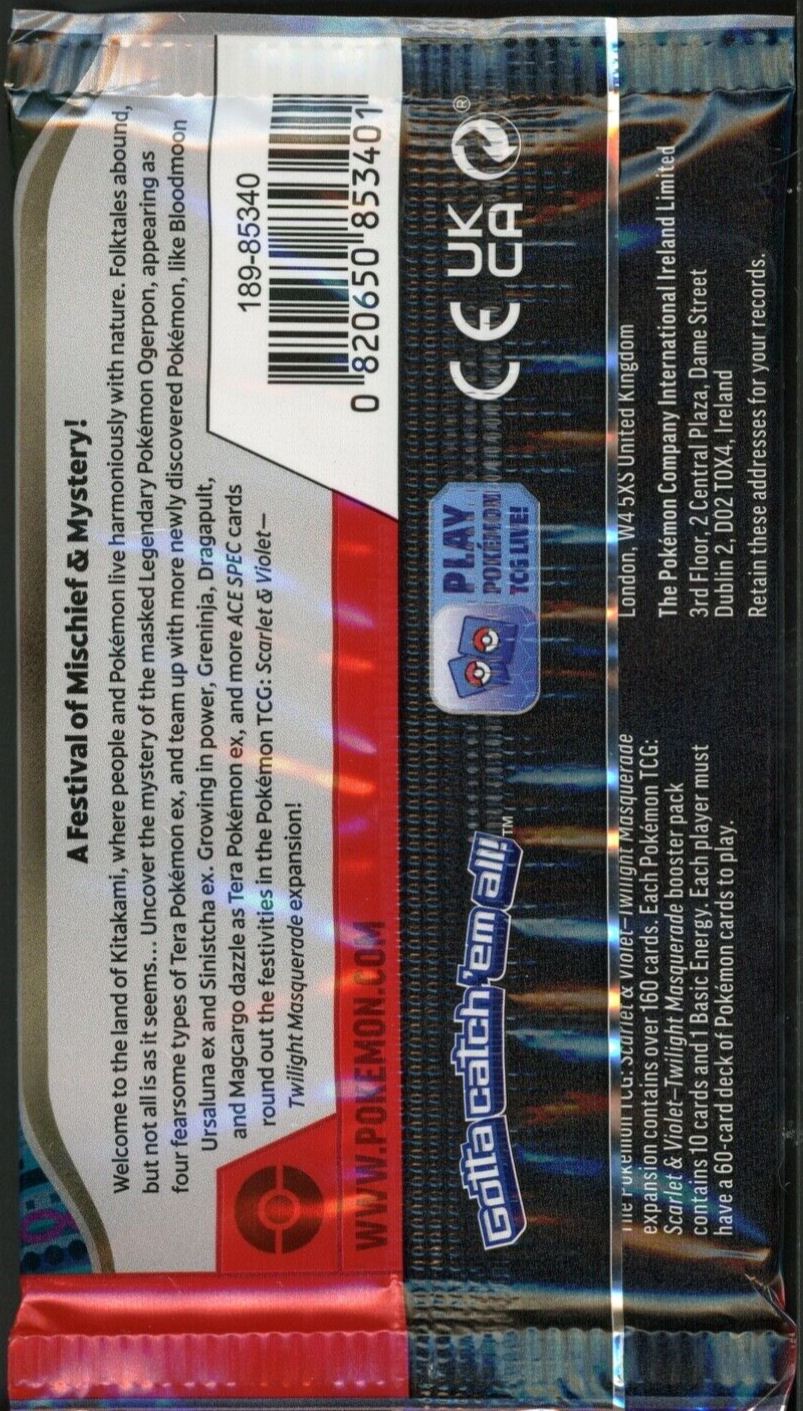 A Festival of Mischief & Mystery!
Welcome to the land of Kitakami, where people and Pokémon live harmoniously with nature. Folktales abound,
but not all is as it seems... Uncover the mystery of the masked Legendary Pokémon Ogerpon, appearing as
four fearsome types of Tera Pokémon ex, and team up with more newly discovered Pokémon, like Bloodmoon
Ursaluna ex and Sinistcha ex. Growing in power, Greninja, Dragapult,
and Magcargo dazzle as Tera Pokémon ex, and more ACE SPEC cards
round out the festivities in the Pokémon TCG: Scarlet & Violet—
Twilight Masquerade expansion!
189-85340
0 820650 853401
WWW.POKEMON.COM
Gotta catch 'em all!™
PLAY
POKÉMON
TCG LIVE!
CE UK
CA
®
The Pokémon TCG: Scarlet & Violet—Twilight Masquerade
expansion contains over 160 cards. Each Pokémon TCG:
Scarlet & Violet—Twilight Masquerade booster pack
contains 10 cards and 1 Basic Energy. Each player must
have a 60-card deck of Pokémon cards to play.
London, W4 5XS United Kingdom
The Pokémon Company International Ireland Limited
3rd Floor, 2 Central Plaza, Dame Street
Dublin 2, D02 T0X4, Ireland
Retain these addresses for your records.